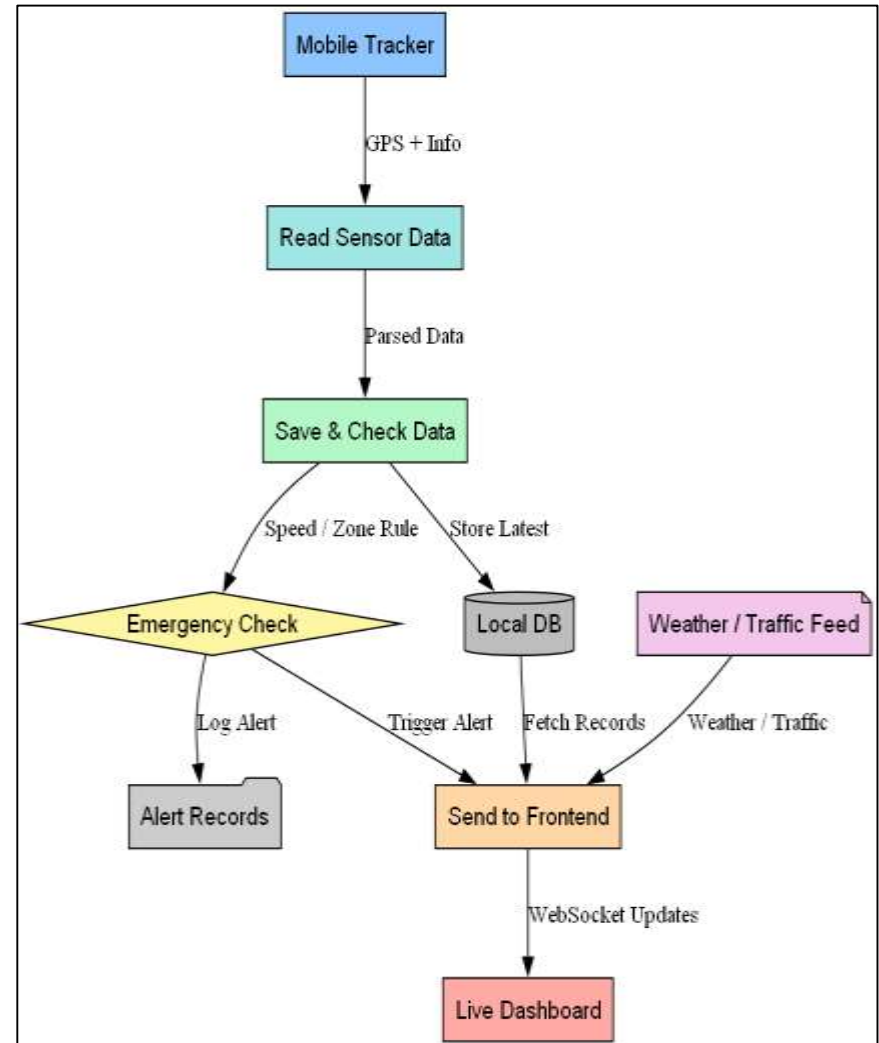 Mobile Tracker
GPS + Info
Read Sensor Data
Parsed Data
Save & Check Data
Speed / Zone Rule
Store Latest
Emergency Check
Local DB
Weather / Traffic Feed
Log Alert
Trigger Alert
Fetch Records
Weather / Traffic
Alert Records
Send to Frontend
WebSocket Updates
Live Dashboard